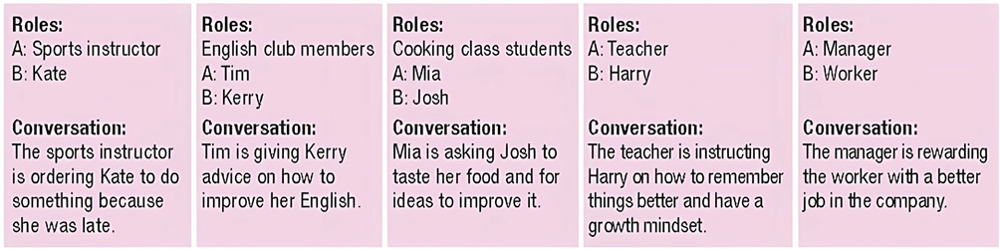 Roles:
A: Sports instructor
B: Kate
Conversation:
The sports instructor
is ordering Kate to do
something because
she was late.
Roles:
English club members
A: Tim
B: Kerry
Conversation:
Tim is giving Kerry
advice on how to
improve her English.
Roles:
Cooking class students
A: Mia
B: Josh
Conversation:
Mia is asking Josh to
taste her food and for
ideas to improve it.
Roles:
A: Teacher
B: Harry
Conversation:
The teacher is instructing
Harry on how to remember
things better and have a
growth mindset.
Roles:
A: Manager
B: Worker
Conversation:
The manager is rewarding
the worker with a better
job in the company.